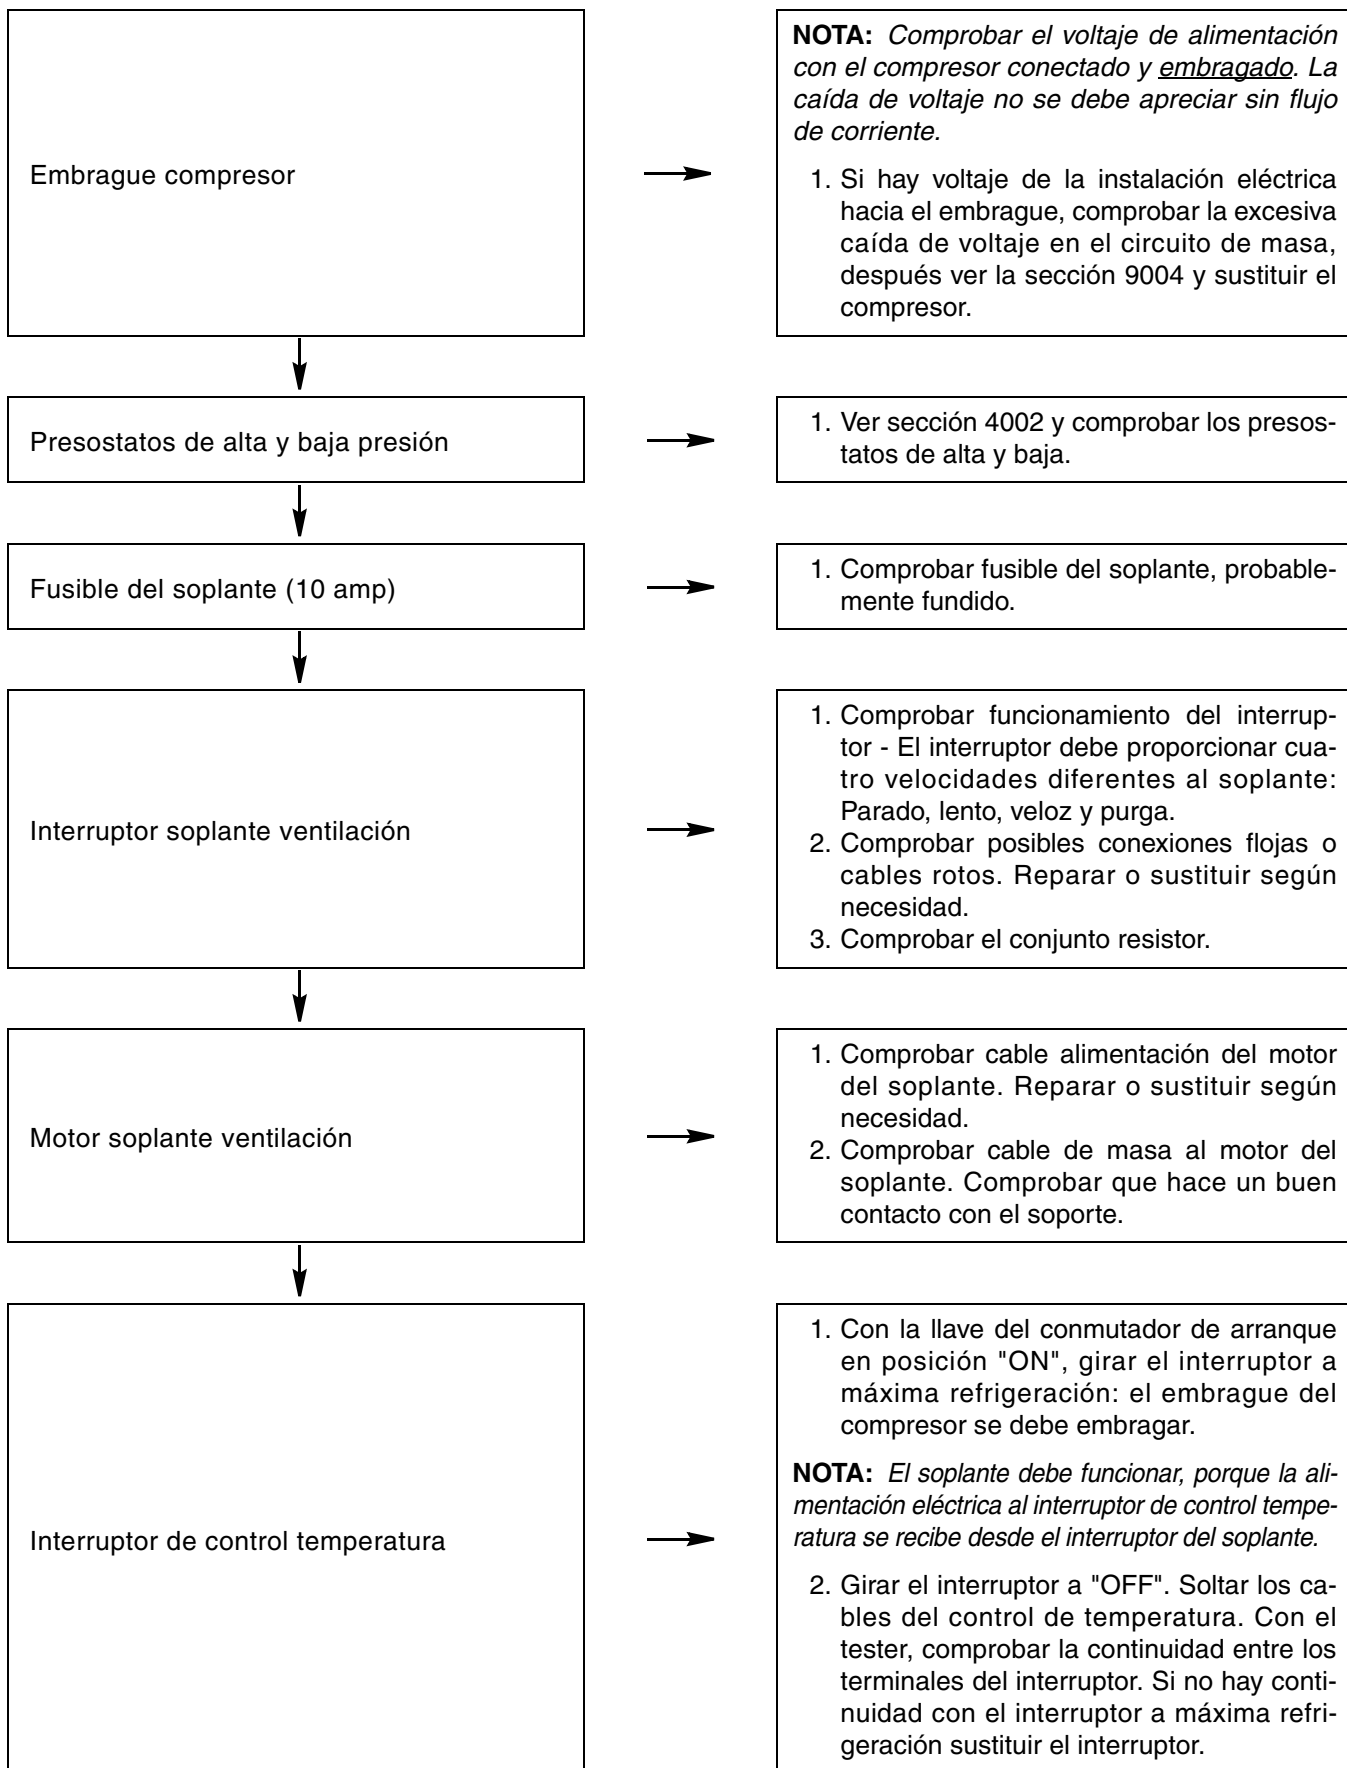 Embrague compresor
NOTA: Comprobar el voltaje de alimentación
con el compresor conectado y embragado. La
caída de voltaje no se debe apreciar sin flujo
de corriente.
1. Si hay voltaje de la instalación eléctrica
hacia el embrague, comprobar la excesiva
caída de voltaje en el circuito de masa,
después ver la sección 9004 y sustituir el
compresor.
Presostatos de alta y baja presión
1. Ver sección 4002 y comprobar los presos-
tatos de alta y baja.
Fusible del soplante (10 amp)
1. Comprobar fusible del soplante, probable-
mente fundido.
Interruptor soplante ventilación
1. Comprobar funcionamiento del interrup-
tor - El interruptor debe proporcionar cua-
tro velocidades diferentes al soplante:
Parado, lento, veloz y purga.
2. Comprobar posibles conexiones flojas o
cables rotos. Reparar o sustituir según
necesidad.
3. Comprobar el conjunto resistor.
Motor soplante ventilación
1. Comprobar cable alimentación del motor
del soplante. Reparar o sustituir según
necesidad.
2. Comprobar cable de masa al motor del
soplante. Comprobar que hace un buen
contacto con el soporte.
Interruptor de control temperatura
1. Con la llave del conmutador de arranque
en posición "ON", girar el interruptor a
máxima refrigeración: el embrague del
compresor se debe embragar.
NOTA: El soplante debe funcionar, porque la ali-
mentación eléctrica al interruptor de control tempe-
ratura se recibe desde el interruptor del soplante.
2. Girar el interruptor a "OFF". Soltar los ca-
bles del control de temperatura. Con el
tester, comprobar la continuidad entre los
terminales del interruptor. Si no hay conti-
nuidad con el interruptor a máxima refri-
geración sustituir el interruptor.